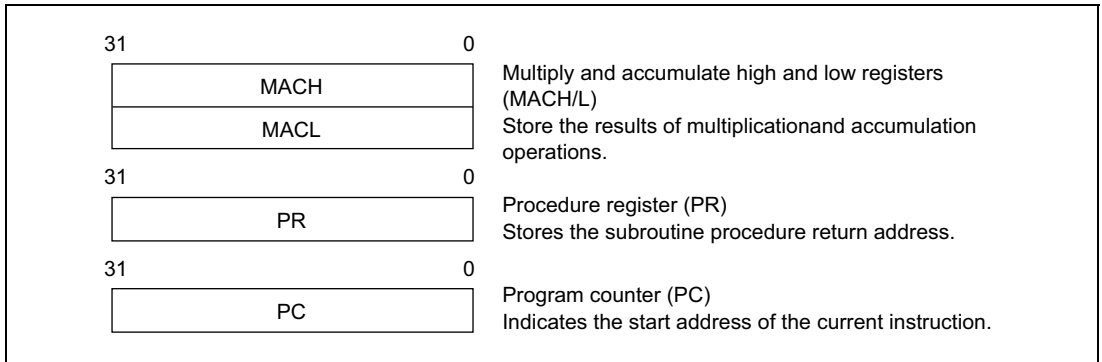 31 0
MACH
MACL
Multiply and accumulate high and low registers
(MACH/L)
Store the results of multiplicationand accumulation
operations.
31 0
PR
Procedure register (PR)
Stores the subroutine procedure return address.
31 0
PC
Program counter (PC)
Indicates the start address of the current instruction.